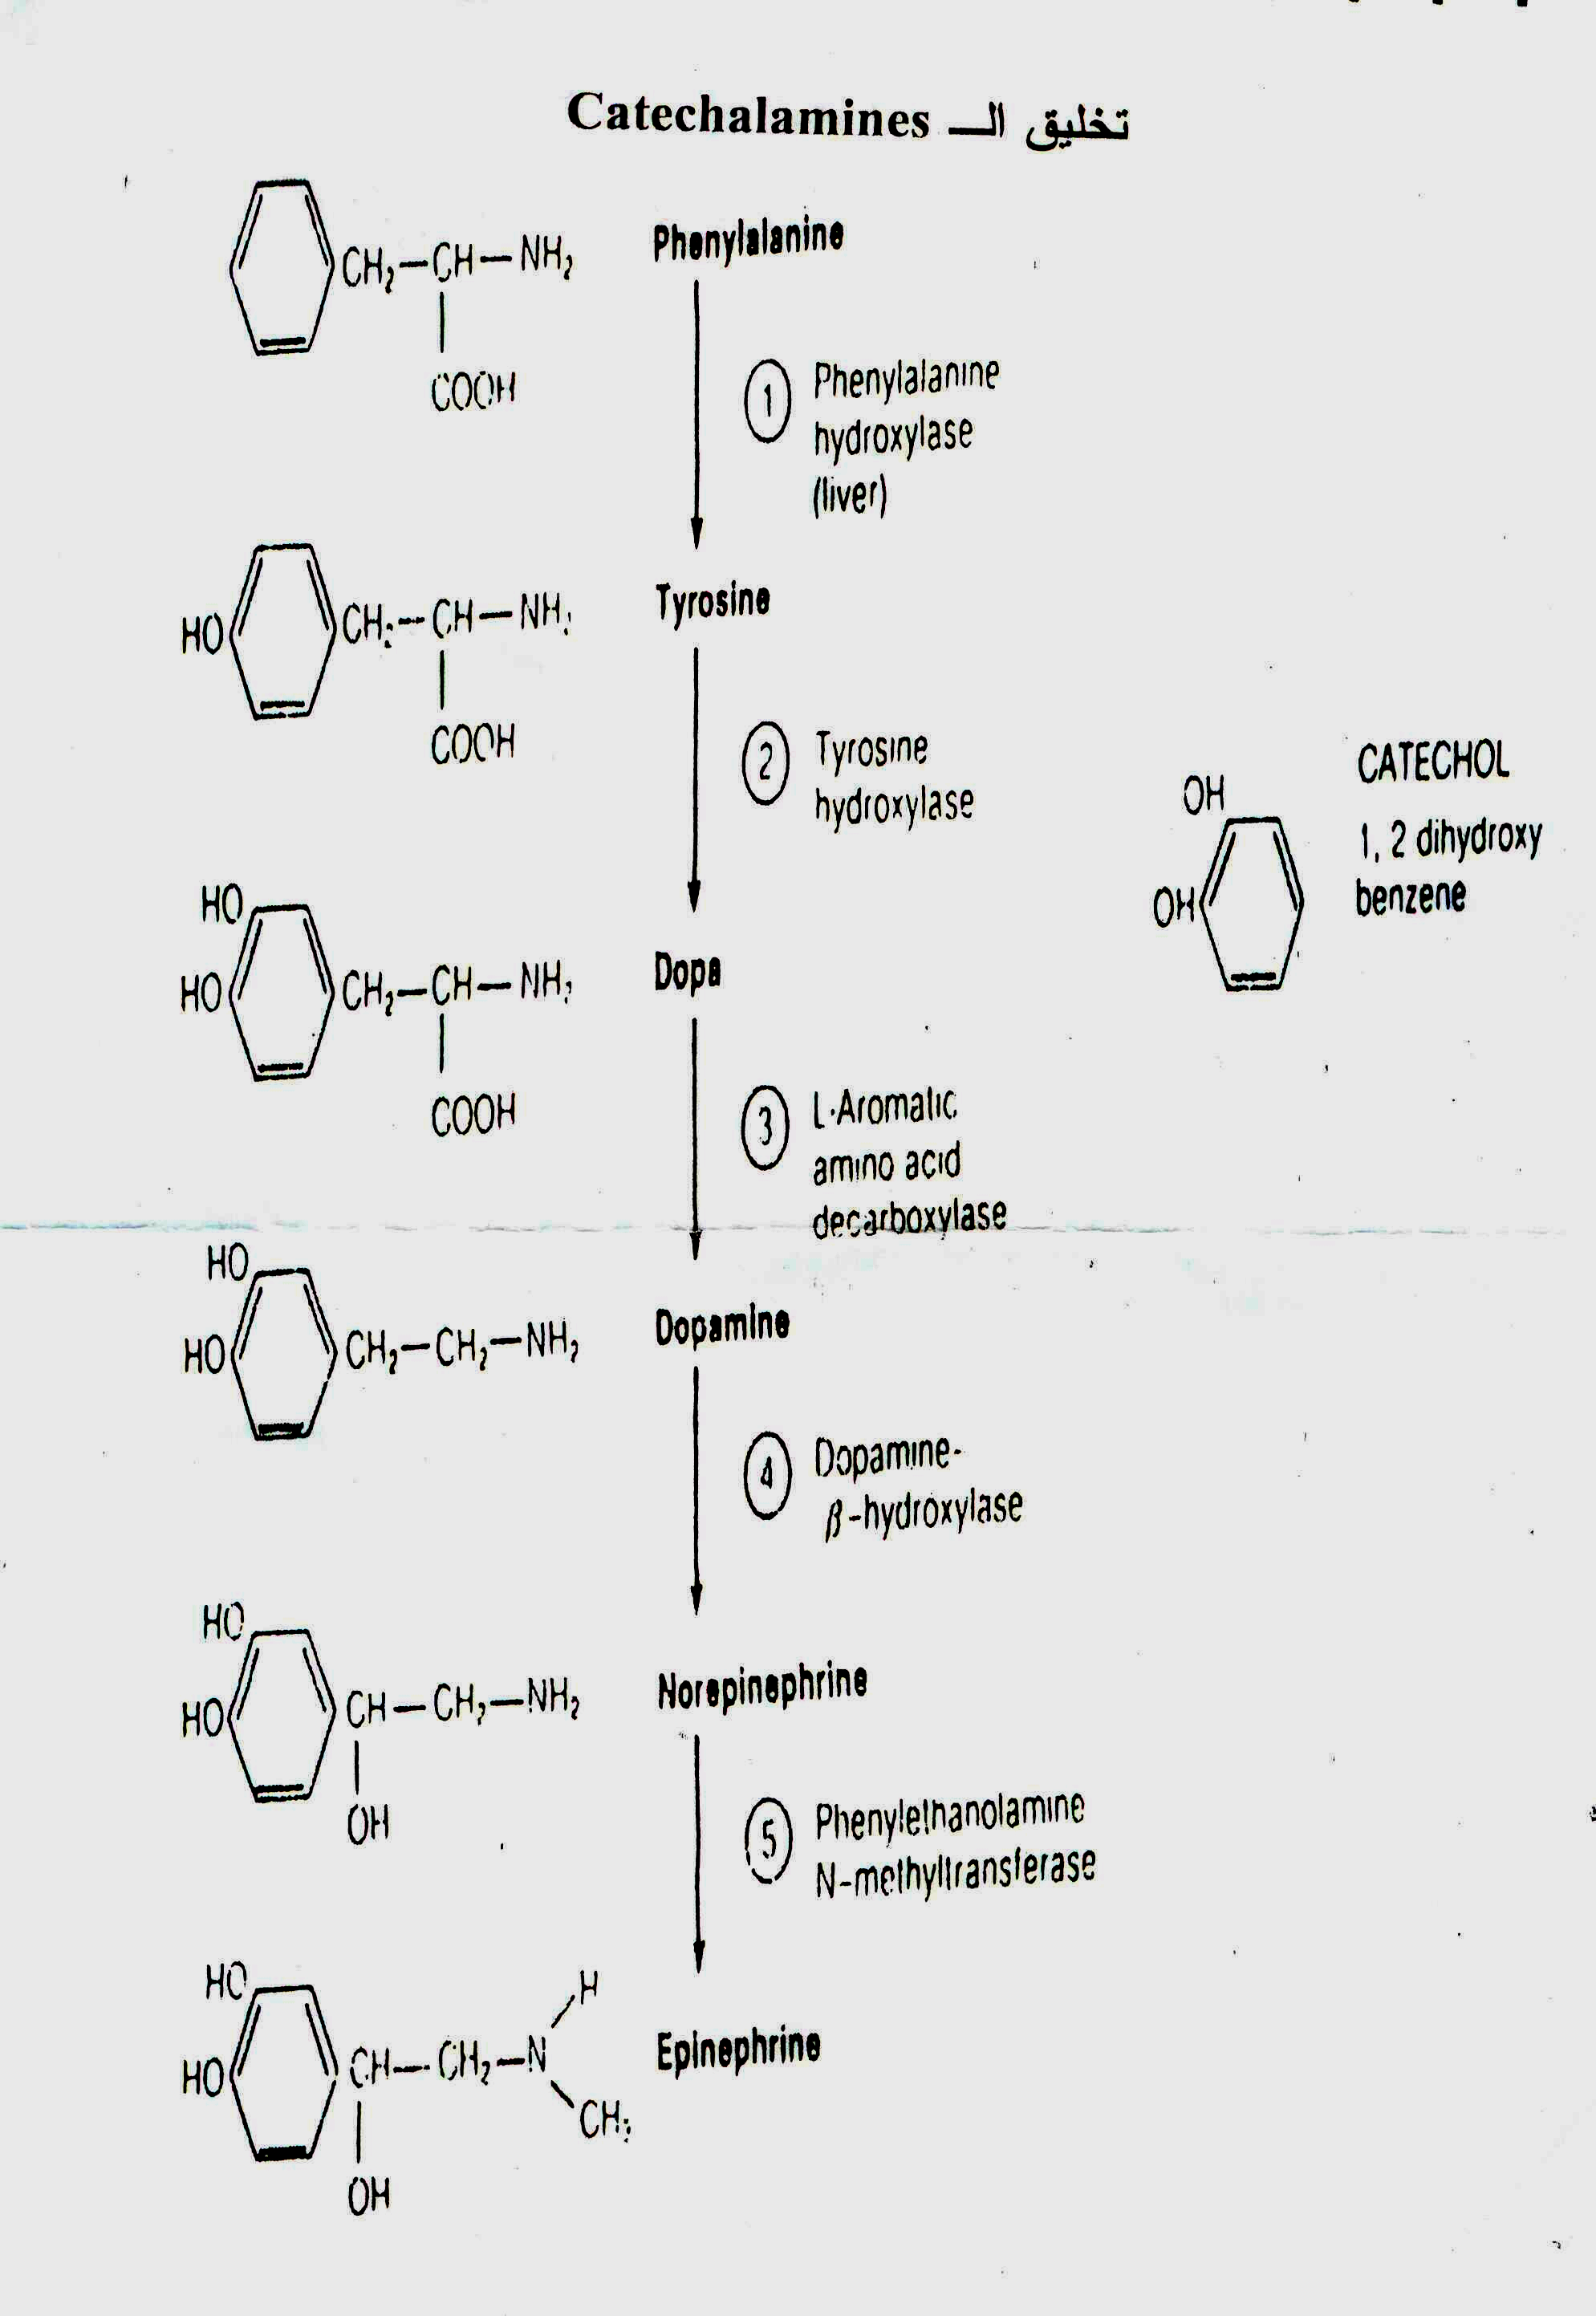 تخليق الـ Catechalamines
CH₂—CH—NH₂
COOH
Phenylalanine
1
Phenylalanine
hydroxylase
(liver)
HO
CH₂--CH—NH₂
COOH
Tyrosine
2
Tyrosine
hydroxylase
OH
OH
CATECHOL
1, 2 dihydroxy
benzene
HO
HO
CH₂—CH—NH₂
COOH
Dopa
3
L-Aromatic
amino acid
decarboxylase
HO
HO
CH₂—CH₂—NH₂
Dopamine
4
Dopamine-
β-hydroxylase
HO
HO
CH—CH₂—NH₂
OH
Norepinephrine
5
Phenylethanolamine
N-methyltransferase
HO
HO
CH—CH₂—N
H
CH₃
OH
Epinephrine